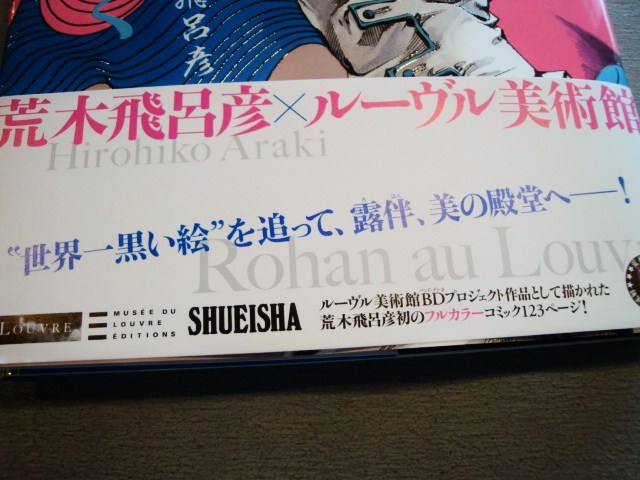 飛呂彦
荒木飛呂彦×ルーヴル美術館
Hirohiko Araki
“世界一黒い絵”を追って、露伴、美の殿堂へ――!
Rohan au Louv
LOUVRE
MUSÉE DU
LOUVRE
ÉDITIONS
SHUEISHA
ルーヴル美術館BDプロジェクト作品として描かれた
荒木飛呂彦初のフルカラーコミック123ページ!